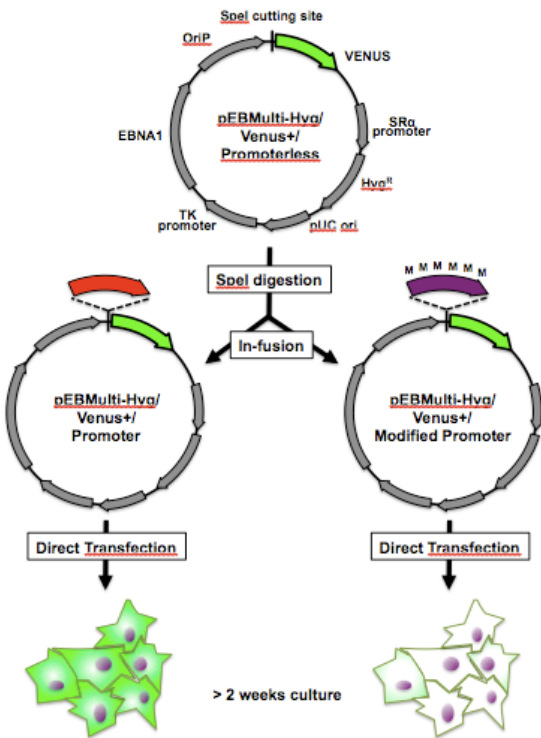 SpeI cutting site
OriP
VENUS
EBNA1
pEBMulti-Hyg/
Venus+/
Promoterless
SRα
promoter
Hyg^R
TK
promoter
pUC ori
SpeI digestion
In-fusion
M M M M M M
pEBMulti-Hyg/
Venus+/
Promoter
pEBMulti-Hyg/
Venus+/
Modified Promoter
Direct Transfection
Direct Transfection
> 2 weeks culture